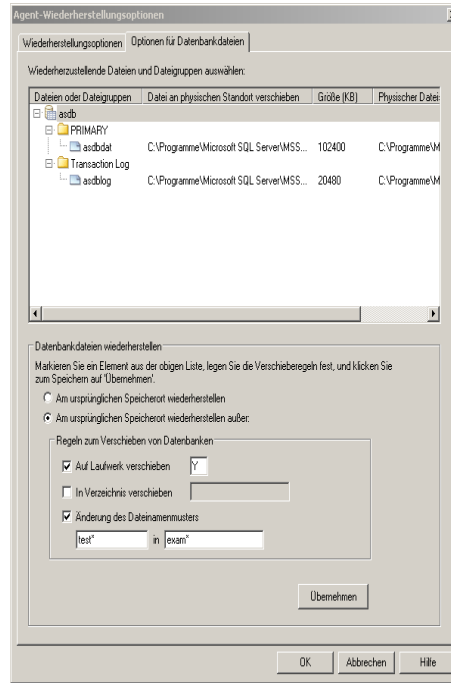 Agent-Wiederherstellungsoptionen
Wiederherstellungsoptionen Optionen für Datenbankdateien
Wiederherzustellende Dateien und Dateigruppen auswählen:
Dateien oder Dateigruppen Datei an physischen Standort verschieben Größe (KB) Physischer Datei
asdb
PRIMARY
asdbdat C:\Programme\Microsoft SQL Server\MSS... 102400 C:\Programme\M
Transaction Log
asdblog C:\Programme\Microsoft SQL Server\MSS... 20480 C:\Programme\M
Datenbankdateien wiederherstellen
Markieren Sie ein Element aus der obigen Liste, legen Sie die Verschieberegeln fest, und klicken Sie
zum Speichern auf 'Übernehmen'.
Am ursprünglichen Speicherort wiederherstellen
Am ursprünglichen Speicherort wiederherstellen außer:
Regeln zum Verschieben von Datenbanken
Auf Laufwerk verschieben Y
In Verzeichnis verschieben
Änderung des Dateinamenmusters
test* in exam*
Übernehmen
OK Abbrechen Hilfe